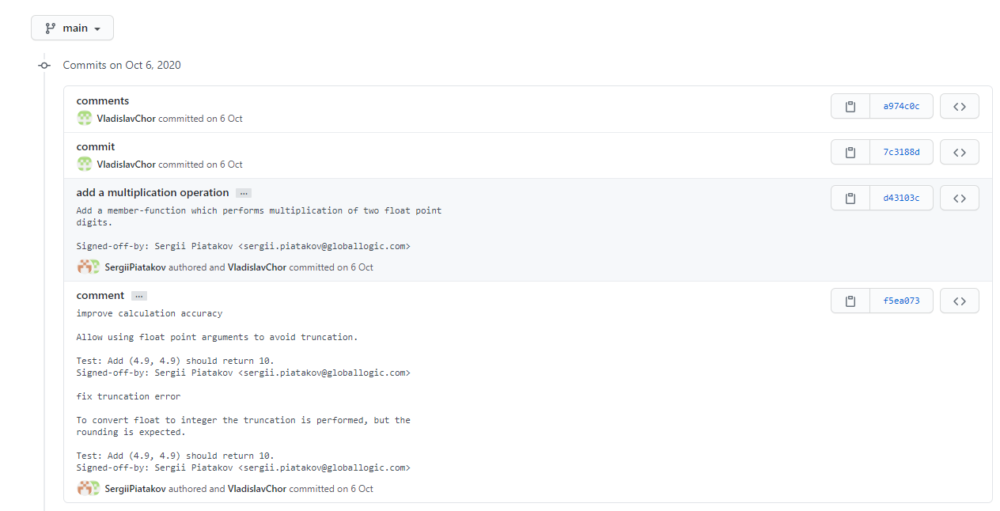 main
Commits on Oct 6, 2020
comments
a974c0c
VladislavChor committed on 6 Oct
commit
7c3188d
VladislavChor committed on 6 Oct
add a multiplication operation ...
d43103c
Add a member-function which performs multiplication of two float point
digits.
Signed-off-by: Sergii Piatakov <sergii.piatakov@globallogic.com>
SergiiPiatakov authored and VladislavChor committed on 6 Oct
comment ...
f5ea073
improve calculation accuracy
Allow using float point arguments to avoid truncation.
Test: Add (4.9, 4.9) should return 10.
Signed-off-by: Sergii Piatakov <sergii.piatakov@globallogic.com>
fix truncation error
To convert float to integer the truncation is performed, but the
rounding is expected.
Test: Add (4.9, 4.9) should return 10.
Signed-off-by: Sergii Piatakov <sergii.piatakov@globallogic.com>
SergiiPiatakov authored and VladislavChor committed on 6 Oct